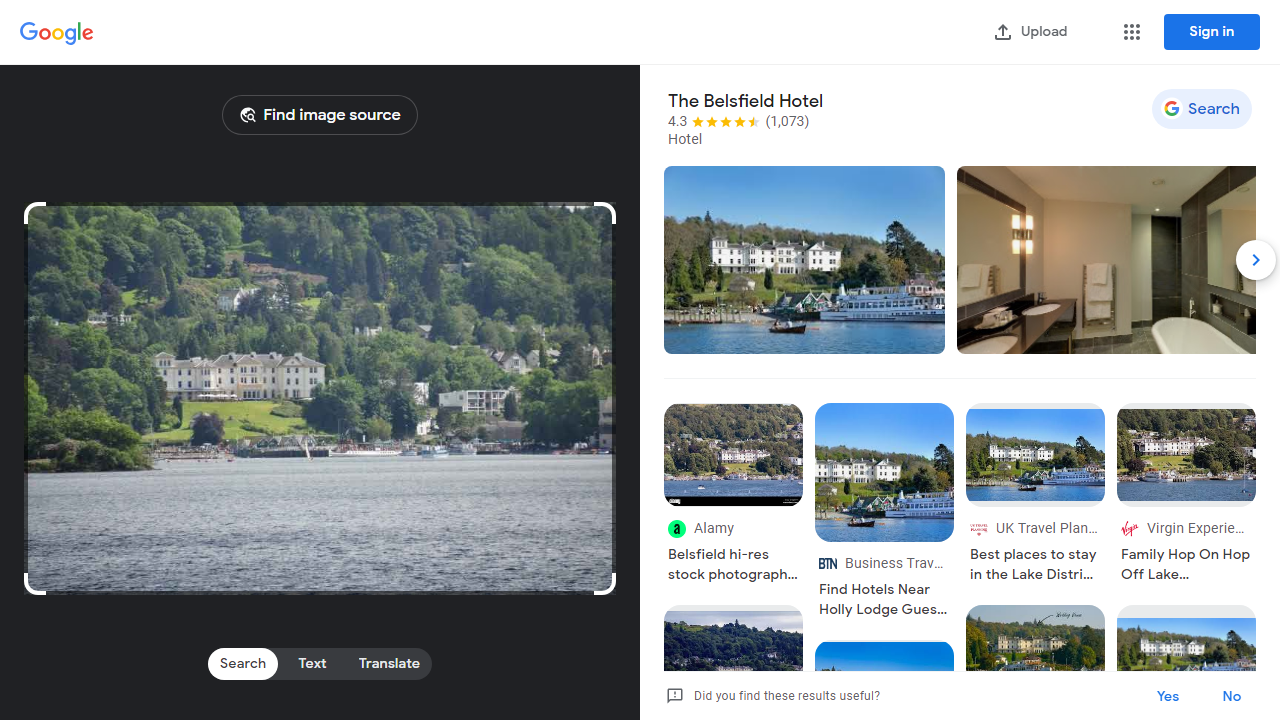 Google
Upload
Sign in
Find image source
The Belsfield Hotel
4.3 (1,073)
Hotel
Search
Alamy
Belsfield hi-res
stock photograph...
BTN Business Trav...
Find Hotels Near
Holly Lodge Gues...
UK Travel Plan...
Best places to stay
in the Lake Distri...
Virgin Experie...
Family Hop On Hop
Off Lake...
Search
Text
Translate
Did you find these results useful?
Yes
No